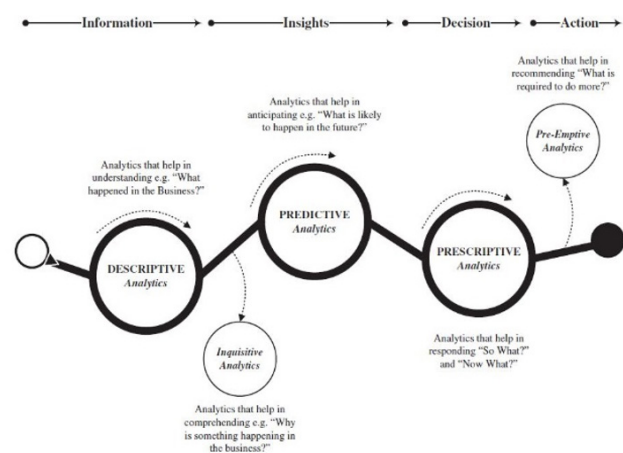 Information
Insights
Decision
Action
Analytics that help in
recommending “What is
required to do more?”
Pre-Emptive
Analytics
Analytics that help in
anticipating e.g. “What is likely
to happen in the future?”
Analytics that help in
understanding e.g. “What
happened in the Business?”
PREDICTIVE
Analytics
DESCRIPTIVE
Analytics
PRESCRIPTIVE
Analytics
Inquisitive
Analytics
Analytics that help in
responding “So What?”
and “Now What?”
Analytics that help in
comprehending e.g. “Why
is something happening in
the business?”